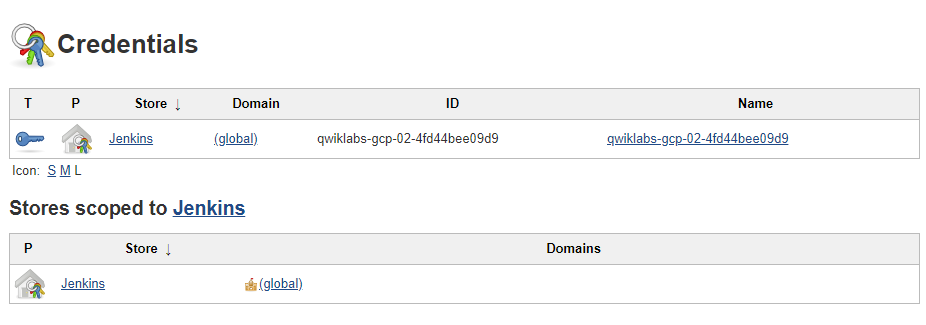 Credentials
T P Store ↓ Domain ID Name
Jenkins (global) qwiklabs-gcp-02-4fd44bee09d9 qwiklabs-gcp-02-4fd44bee09d9
Icon: S M L
Stores scoped to Jenkins
P Store ↓ Domains
Jenkins (global)